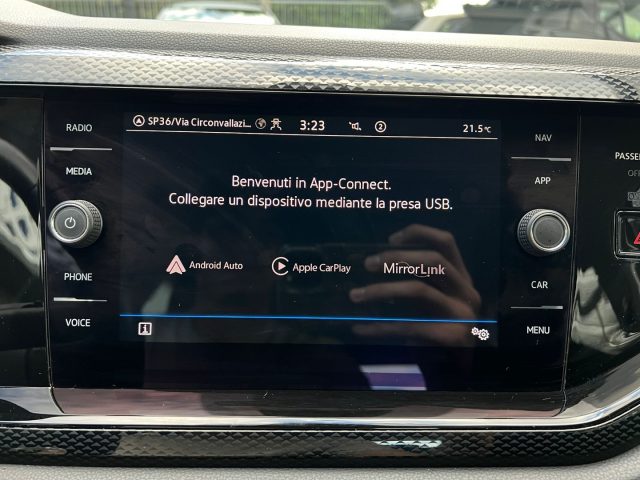 RADIO
MEDIA
PHONE
VOICE
SP36/Via Circonvallazi... 3:23 2 21.5°C
Benvenuti in App-Connect.
Collegare un dispositivo mediante la presa USB.
Android Auto Apple CarPlay MirrorLink
NAV
APP
CAR
MENU